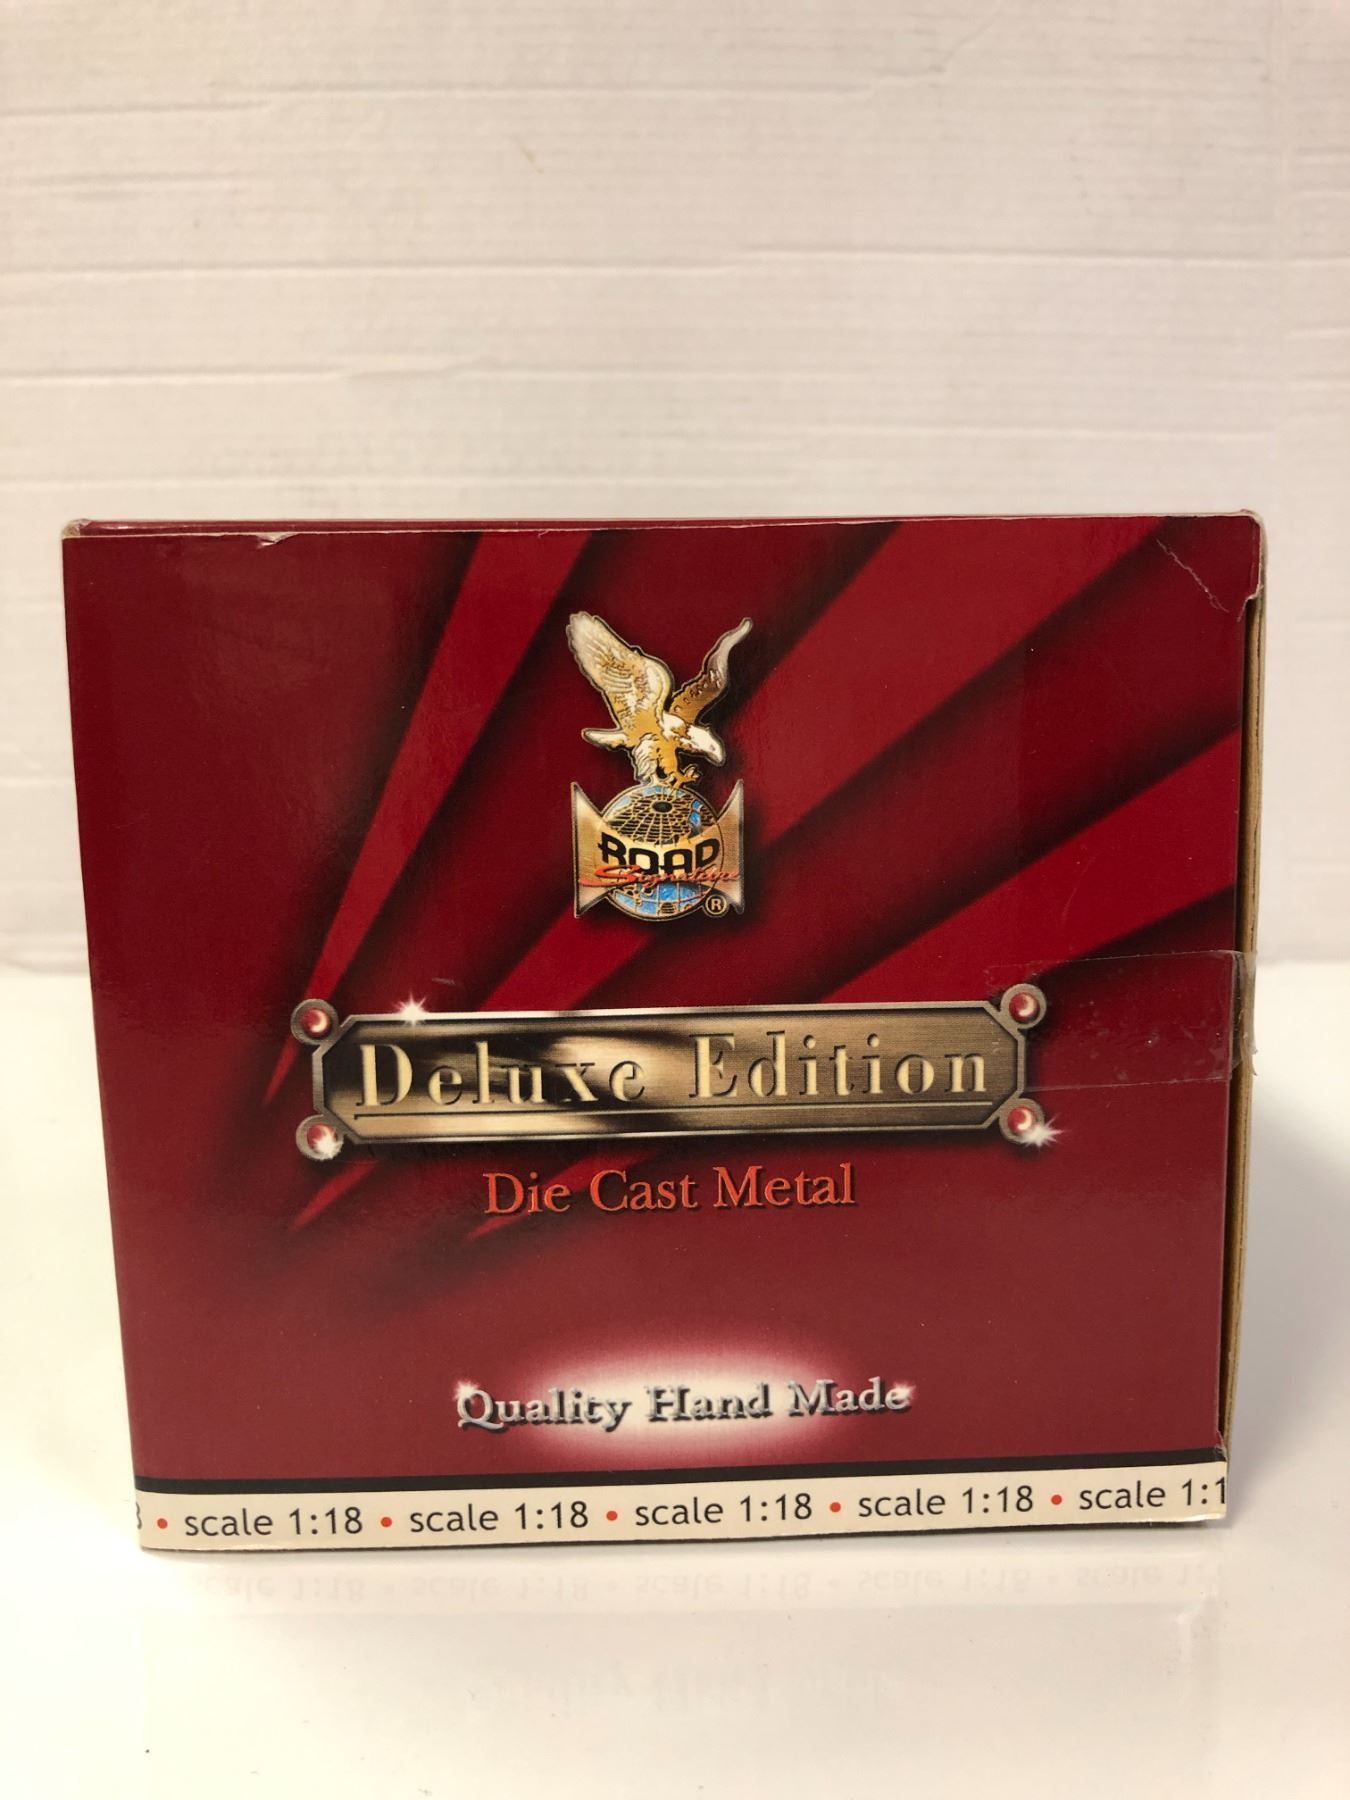 ROAD
Signature
®
Deluxe Edition
Die Cast Metal
Quality Hand Made
8 • scale 1:18 • scale 1:18 • scale 1:18 • scale 1:18 • scale 1:1